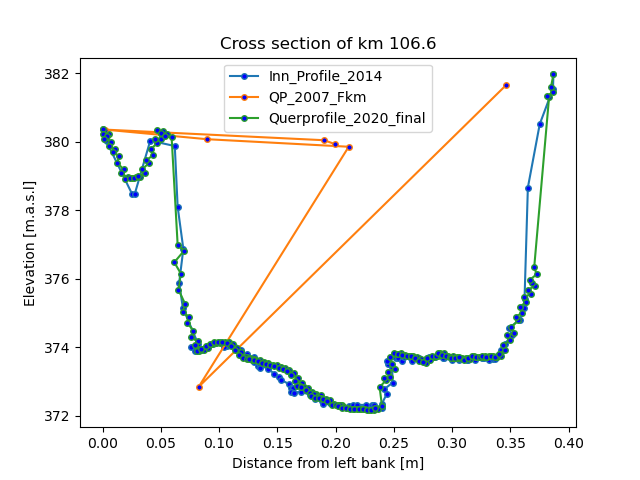 Cross section of km 106.6
Inn_Profile_2014
QP_2007_Fkm
Querprofile_2020_final
Elevation [m.a.s.l]
382
380
378
376
374
372
0.00 0.05 0.10 0.15 0.20 0.25 0.30 0.35 0.40
Distance from left bank [m]